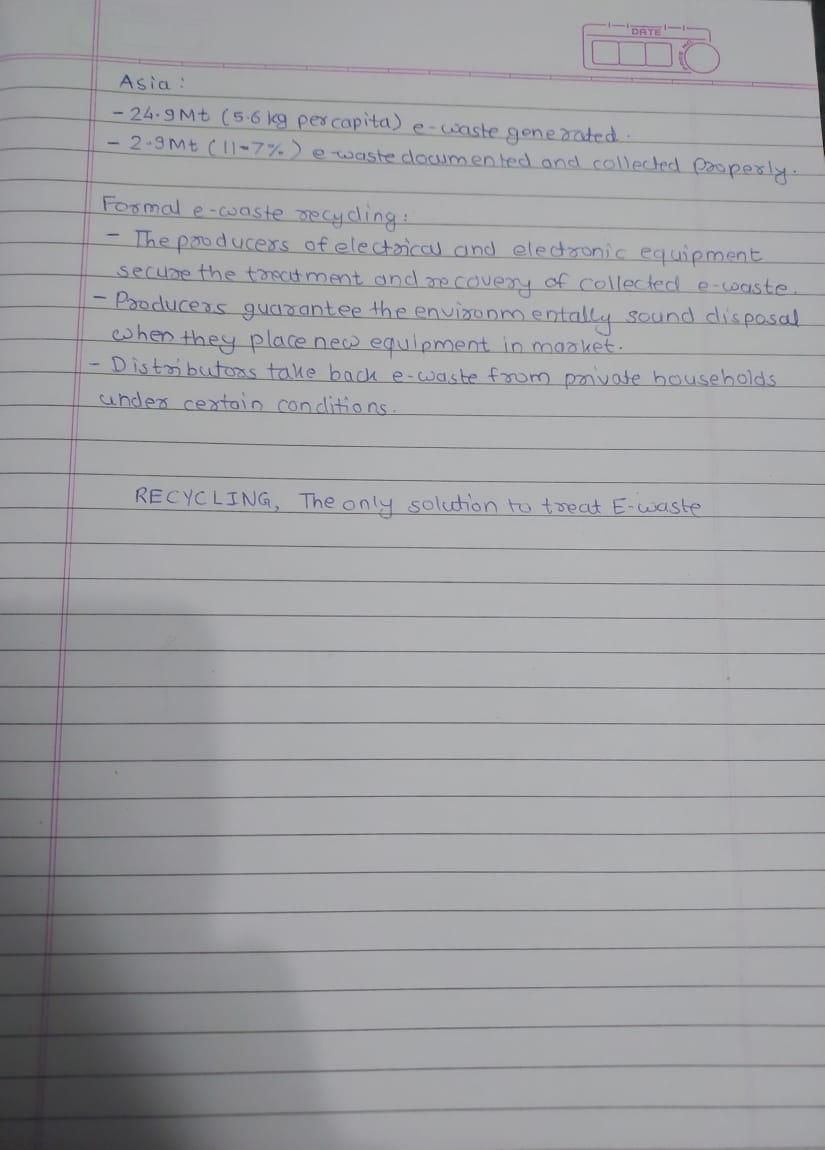 DATE
Asia :
- 24.9Mt (5.6 kg per capita) e-waste generated.
- 2.9Mt (11.7%) e-waste documented and collected properly.
Formal e-waste recycling:
- The producers of electrical and electronic equipment
secure the treatment and recovery of collected e-waste.
- Producers guarantee the environmentally sound disposal
when they place new equipment in market.
- Distributors take back e-waste from private households
under certain conditions.
RECYCLING, The only solution to treat E-waste